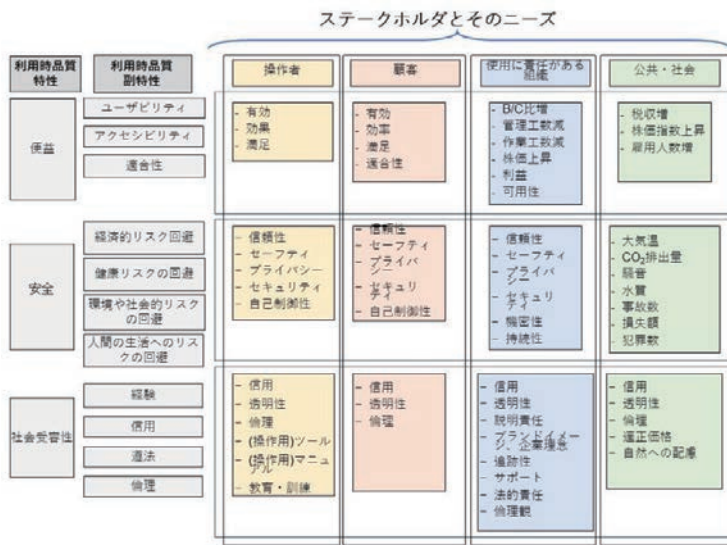 ステークホルダとそのニーズ
利用時品質
特性
利用時品質
副特性
操作者
顧客
使用に責任がある
組織
公共・社会
便益
ユーザビリティ
アクセシビリティ
適合性
- 有効
- 効果
- 満足
- 有効
- 効率
- 満足
- 適合性
- B/C比増
- 管理工数減
- 作業工数減
- 株価上昇
- 利益
- 可用性
- 税収増
- 株価指数上昇
- 雇用人数増
安全
経済的リスク回避
健康リスクの回避
環境や社会的リスク
の回避
人間の生活へのリス
クの回避
- 信頼性
- セーフティ
- プライバシー
- セキュリティ
- 自己制御性
- 信頼性
- セーフティ
- プライバ
シー
- セキュリ
ティ
- 自己制御性
- 信頼性
- セーフティ
- プライバ
シー
- セキュリ
ティ
- 機密性
- 持続性
- 大気温
- CO₂排出量
- 騒音
- 水質
- 事故数
- 損失額
- 犯罪数
社会受容性
経験
信用
遵法
倫理
- 信用
- 透明性
- 倫理
- (操作用)ツール
- (操作用)マニュ
アル
- 教育・訓練
- 信用
- 透明性
- 倫理
- 信用
- 透明性
- 説明責任
- ブランドイメー
ジ、企業理念
- 追跡性
- サポート
- 法的責任
- 倫理観
- 信用
- 透明性
- 倫理
- 適正価格
- 自然への配慮